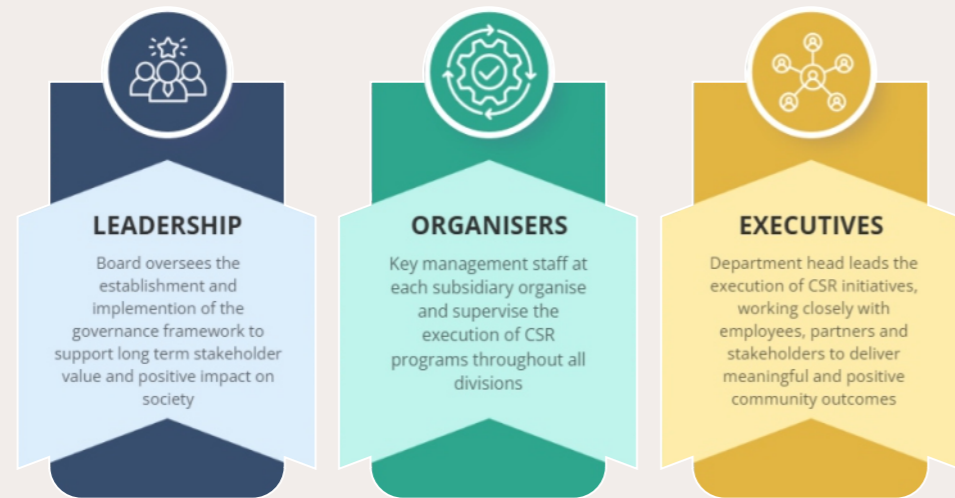 LEADERSHIP
Board oversees the
establishment and
implemention of the
governance framework to
support long term stakeholder
value and positive impact on
society
ORGANISERS
Key management staff at
each subsidiary organise
and supervise the
execution of CSR
programs throughout all
divisions
EXECUTIVES
Department head leads the
execution of CSR initiatives,
working closely with
employees, partners and
stakeholders to deliver
meaningful and positive
community outcomes